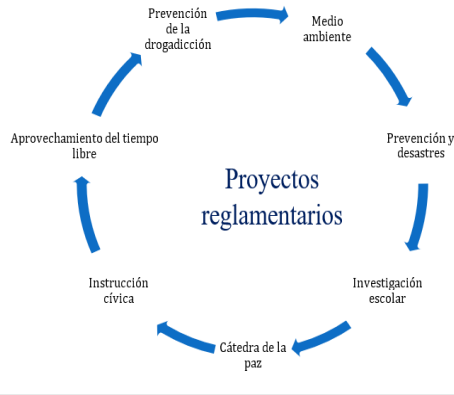 Prevención
de la
drogadicción
Medio
ambiente
Prevención y
desastres
Investigación
escolar
Cátedra de la
paz
Instrucción
cívica
Aprovechamiento del tiempo
libre
Proyectos
reglamentarios